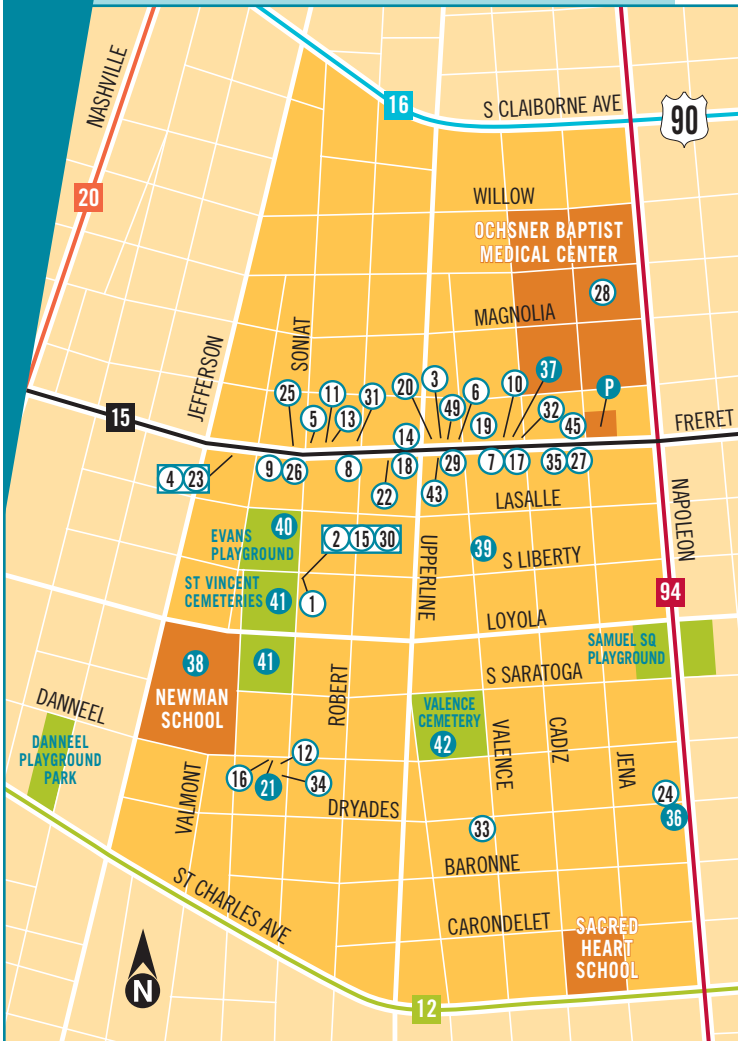 NASHVILLE
16
S CLAIBORNE AVE
90
20
WILLOW
OCHSNER BAPTIST
MEDICAL CENTER
28
MAGNOLIA
SONIAT
JEFFERSON
37
P
25
11
31
20
3
6
10
5
13
49
19
32
45
15
14
FRERET
4 23
9
26
8
18
29
7
17
35
27
22
43
LASALLE
40
EVANS
PLAYGROUND
2 15 30
UPPERLINE
39
S LIBERTY
NAPOLEON
ST VINCENT
CEMETERIES
41
1
94
LOYOLA
38
NEWMAN
SCHOOL
41
SAMUEL SQ
PLAYGROUND
S SARATOGA
ROBERT
DANNEEL
VALENCE
CEMETERY
42
VALENCE
CADIZ
JENA
DANNEEL
PLAYGROUND
PARK
12
16
21
34
VALMONT
DRYADES
24
36
33
BARONNE
ST CHARLES AVE
CARONDELET
SACRED
HEART
SCHOOL
N
12